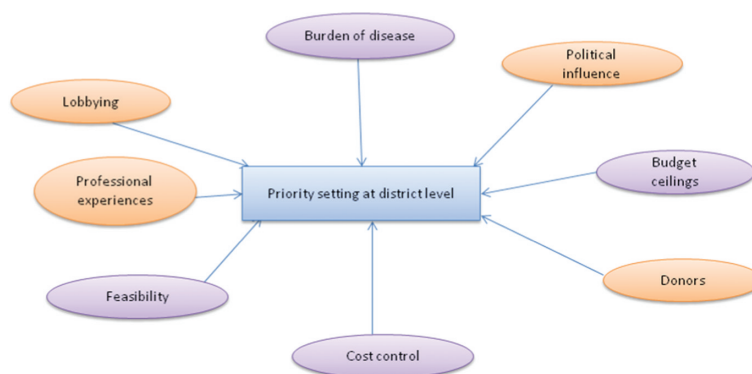 Burden of disease
Political
influence
Lobbying
Professional
experiences
Priority setting at district level
Budget
ceilings
Feasibility
Donors
Cost control